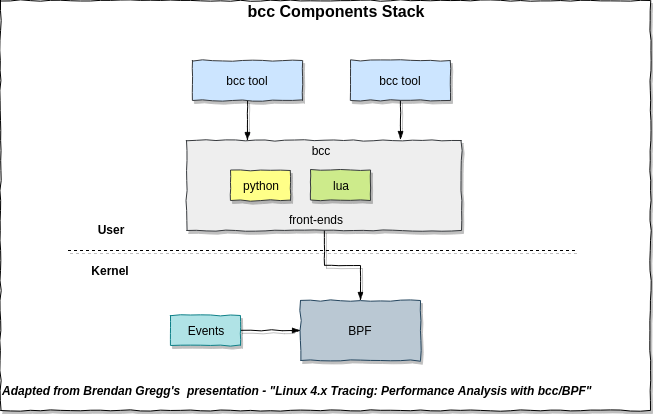 bcc Components Stack
bcc tool
bcc tool
bcc
python
lua
front-ends
User
Kernel
Events
BPF
Adapted from Brendan Gregg's presentation - "Linux 4.x Tracing: Performance Analysis with bcc/BPF"